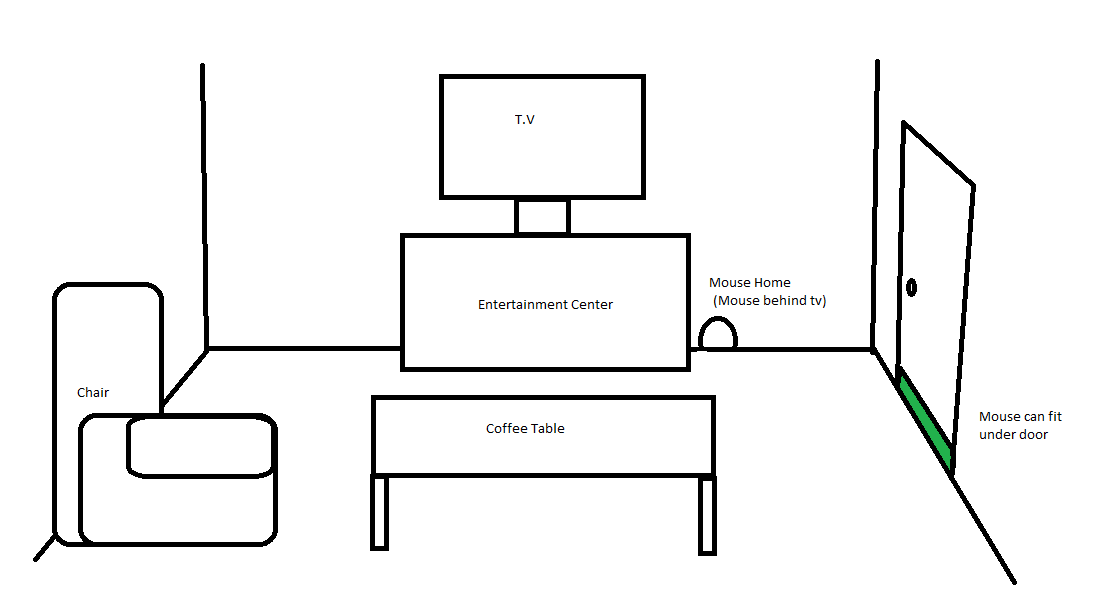 T.V
Mouse Home
(Mouse behind tv)
Entertainment Center
Chair
Coffee Table
Mouse can fit
under door